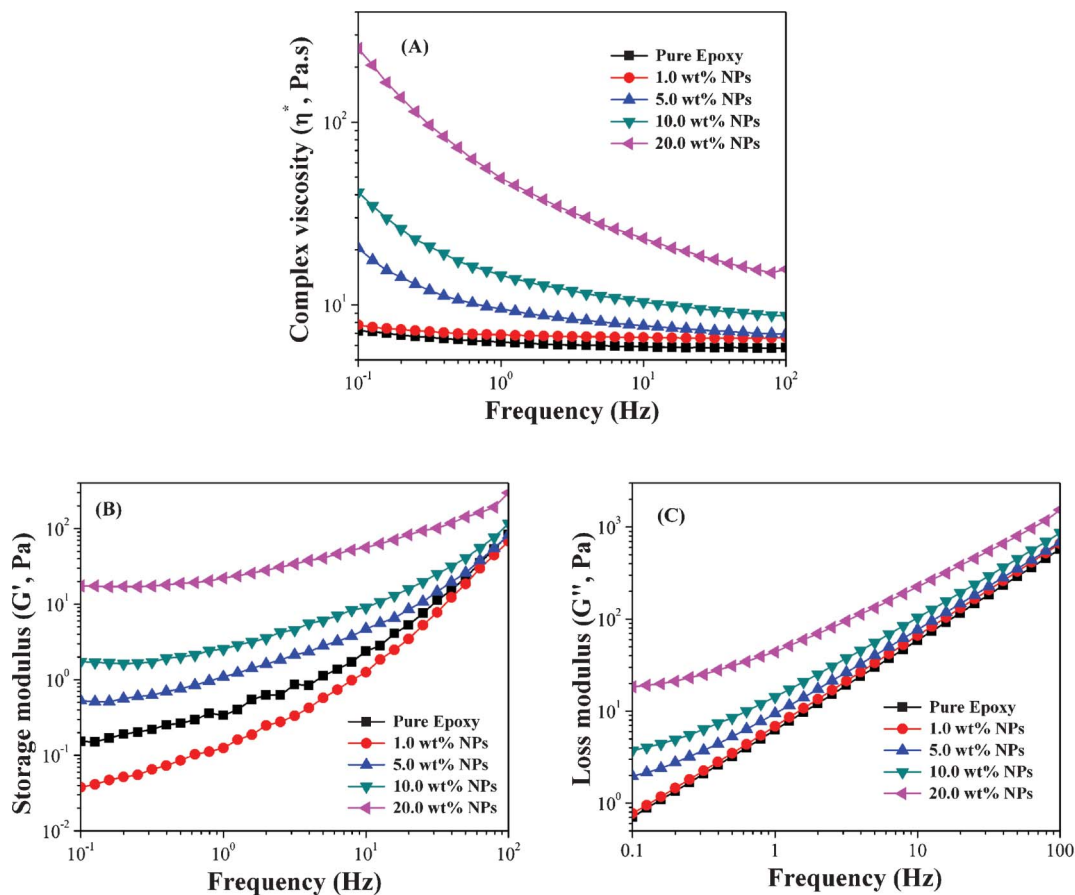 (A)
Pure Epoxy
1.0 wt% NPs
5.0 wt% NPs
10.0 wt% NPs
20.0 wt% NPs
Complex viscosity (η*, Pa.s)
10²
10¹
10⁻¹
10⁰
10¹
10²
Frequency (Hz)
(B)
Pure Epoxy
1.0 wt% NPs
5.0 wt% NPs
10.0 wt% NPs
20.0 wt% NPs
Storage modulus (G', Pa)
10²
10¹
10⁰
10⁻¹
10⁻²
10⁻¹
10⁰
10¹
10²
Frequency (Hz)
(C)
Pure Epoxy
1.0 wt% NPs
5.0 wt% NPs
10.0 wt% NPs
20.0 wt% NPs
Loss modulus (G'', Pa)
10³
10²
10¹
10⁰
0.1
1
10
100
Frequency (Hz)